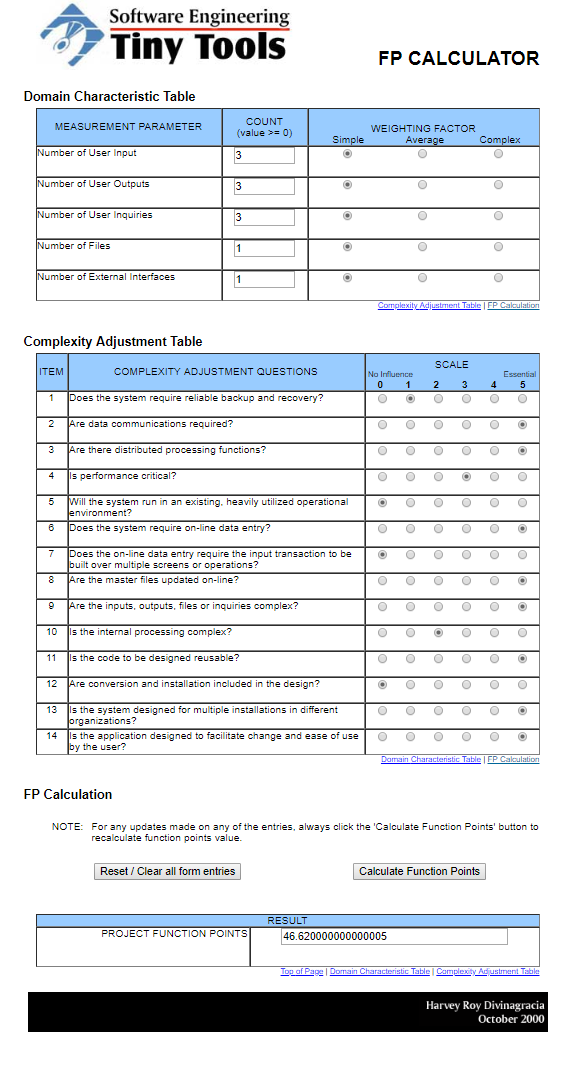 Software Engineering
Tiny Tools
FP CALCULATOR
Domain Characteristic Table
MEASUREMENT PARAMETER
COUNT
(value >= 0)
WEIGHTING FACTOR
Simple Average Complex
Number of User Input 3
Number of User Outputs 3
Number of User Inquiries 3
Number of Files 1
Number of External Interfaces 1
Complexity Adjustment Table | FP Calculation
Complexity Adjustment Table
ITEM COMPLEXITY ADJUSTMENT QUESTIONS
SCALE
No Influence Essential
0 1 2 3 4 5
1 Does the system require reliable backup and recovery?
2 Are data communications required?
3 Are there distributed processing functions?
4 Is performance critical?
5 Will the system run in an existing, heavily utilized operational
environment?
6 Does the system require on-line data entry?
7 Does the on-line data entry require the input transaction to be
built over multiple screens or operations?
8 Are the master files updated on-line?
9 Are the inputs, outputs, files or inquiries complex?
10 Is the internal processing complex?
11 Is the code to be designed reusable?
12 Are conversion and installation included in the design?
13 Is the system designed for multiple installations in different
organizations?
14 Is the application designed to facilitate change and ease of use
by the user?
Domain Characteristic Table | FP Calculation
FP Calculation
NOTE: For any updates made on any of the entries, always click the 'Calculate Function Points' button to
recalculate function points value.
Reset / Clear all form entries Calculate Function Points
RESULT
PROJECT FUNCTION POINTS 46.620000000000005
Top of Page | Domain Characteristic Table | Complexity Adjustment Table
Harvey Roy Divinagracia
October 2000